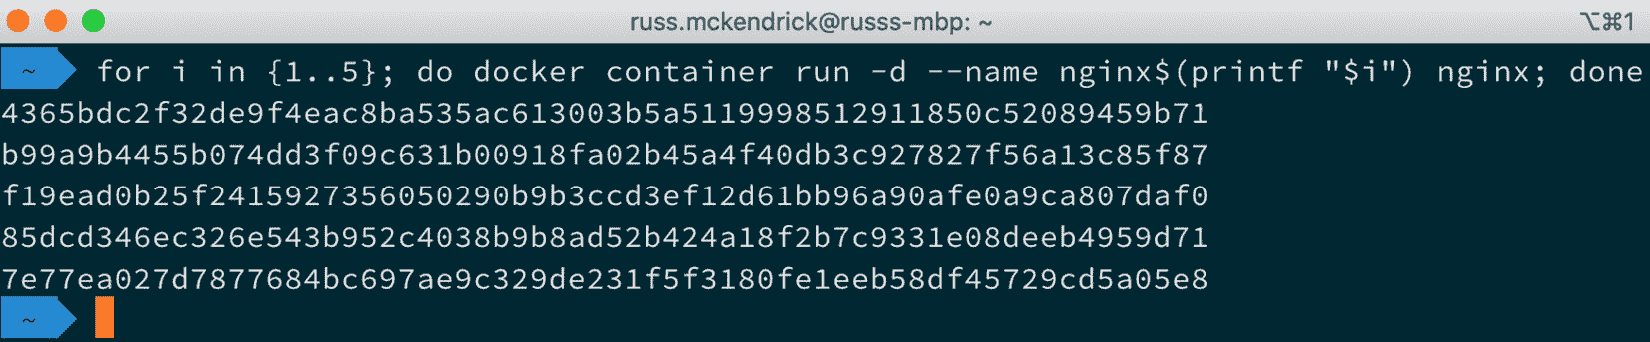 russ.mckendrick@russs-mbp: ~
⌥⌘1
~ for i in {1..5}; do docker container run -d --name nginx$(printf "$i") nginx; done
4365bdc2f32de9f4eac8ba535ac613003b5a5119998512911850c52089459b71
b99a9b4455b074dd3f09c631b00918fa02b45a4f40db3c927827f56a13c85f87
f19ead0b25f2415927356050290b9b3ccd3ef12d61bb96a90afe0a9ca807daf0
85dcd346ec326e543b952c4038b9b8ad52b424a18f2b7c9331e08deeb4959d71
7e77ea027d7877684bc697ae9c329de231f5f3180fe1eeb58df45729cd5a05e8
~